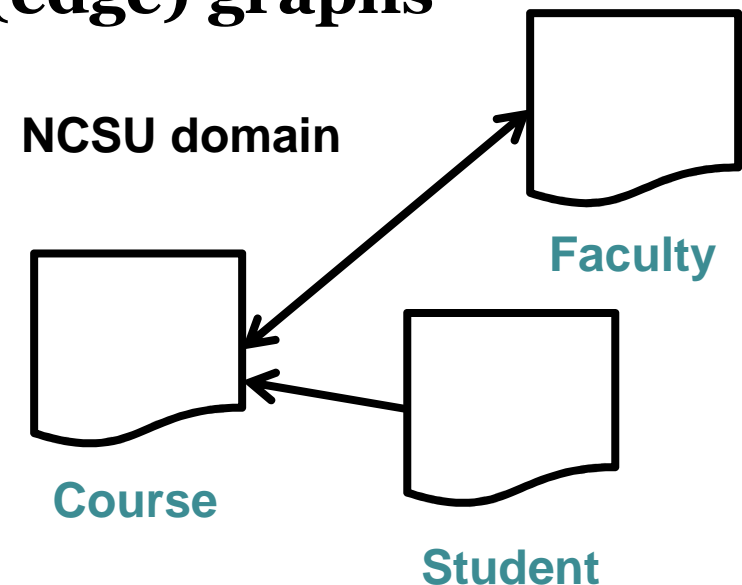 (edge) graphs
NCSU domain
Faculty
Course
Student